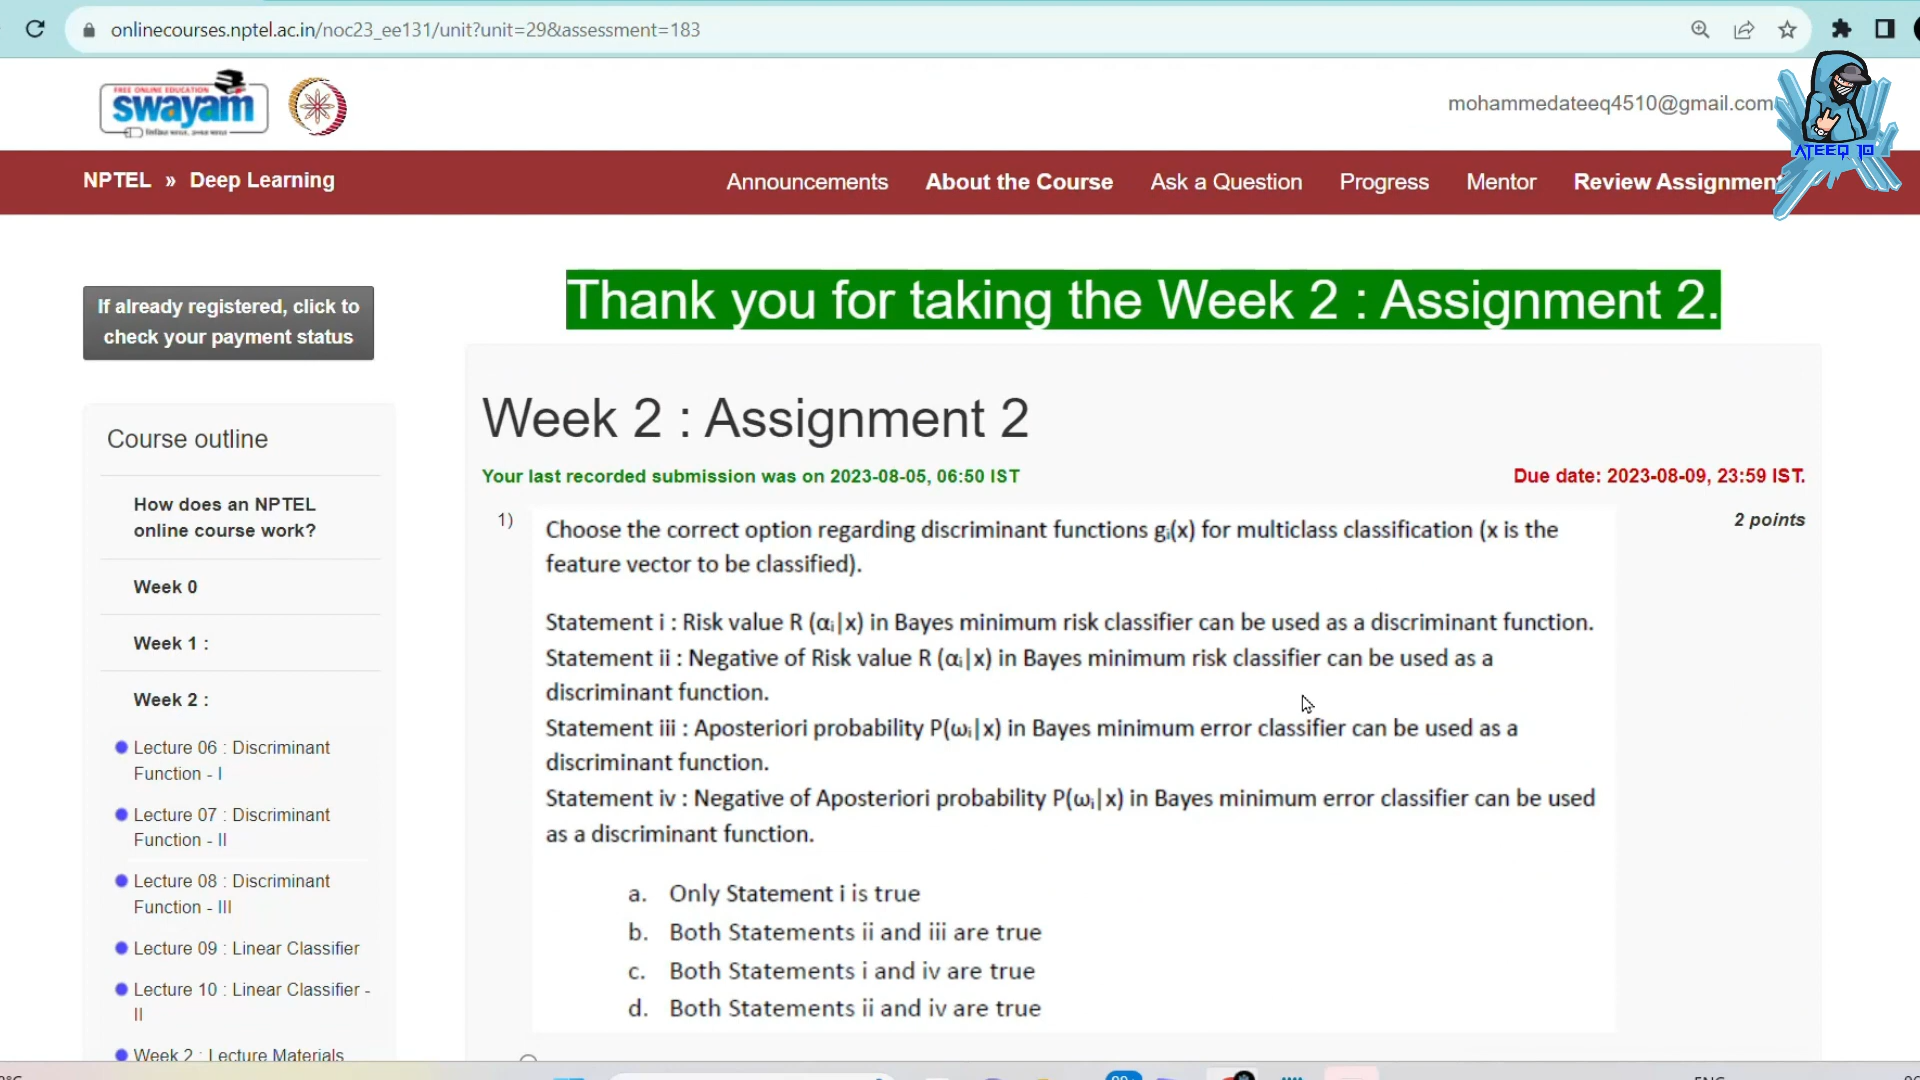 onlinecourses.nptel.ac.in/noc23_ee131/unit?unit=29&assessment=183
FREE ONLINE EDUCATION
swayam
mohammedateeq4510@gmail.com
ATEEQ 10
NPTEL » Deep Learning
Announcements About the Course Ask a Question Progress Mentor Review Assignment
Thank you for taking the Week 2 : Assignment 2.
If already registered, click to
check your payment status
Week 2 : Assignment 2
Course outline
Your last recorded submission was on 2023-08-05, 06:50 IST Due date: 2023-08-09, 23:59 IST.
How does an NPTEL
online course work?
Week 0
Week 1 :
Week 2 :
Lecture 06 : Discriminant
Function - I
Lecture 07 : Discriminant
Function - II
Lecture 08 : Discriminant
Function - III
Lecture 09 : Linear Classifier
Lecture 10 : Linear Classifier -
II
Week 2 : Lecture Materials
1) Choose the correct option regarding discriminant functions gᵢ(x) for multiclass classification (x is the 2 points
feature vector to be classified).
Statement i : Risk value R (αᵢ|x) in Bayes minimum risk classifier can be used as a discriminant function.
Statement ii : Negative of Risk value R (αᵢ|x) in Bayes minimum risk classifier can be used as a
discriminant function.
Statement iii : Aposteriori probability P(ωᵢ|x) in Bayes minimum error classifier can be used as a
discriminant function.
Statement iv : Negative of Aposteriori probability P(ωᵢ|x) in Bayes minimum error classifier can be used
as a discriminant function.
a. Only Statement i is true
b. Both Statements ii and iii are true
c. Both Statements i and iv are true
d. Both Statements ii and iv are true